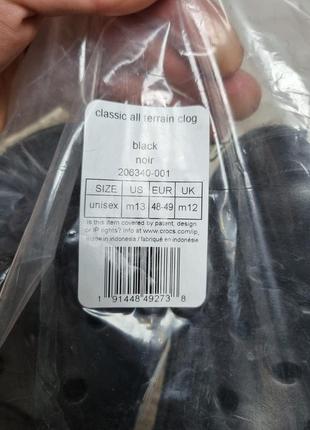 classic all terrain clog
black
noir
206340-001
SIZE US EUR UK
unisex m13 48-49 m12
Is this item covered by patent, design
or IP rights? Info at www.crocs.com/ip.
made in indonesia / fabriqué en indonésie
1 91448 49273 8